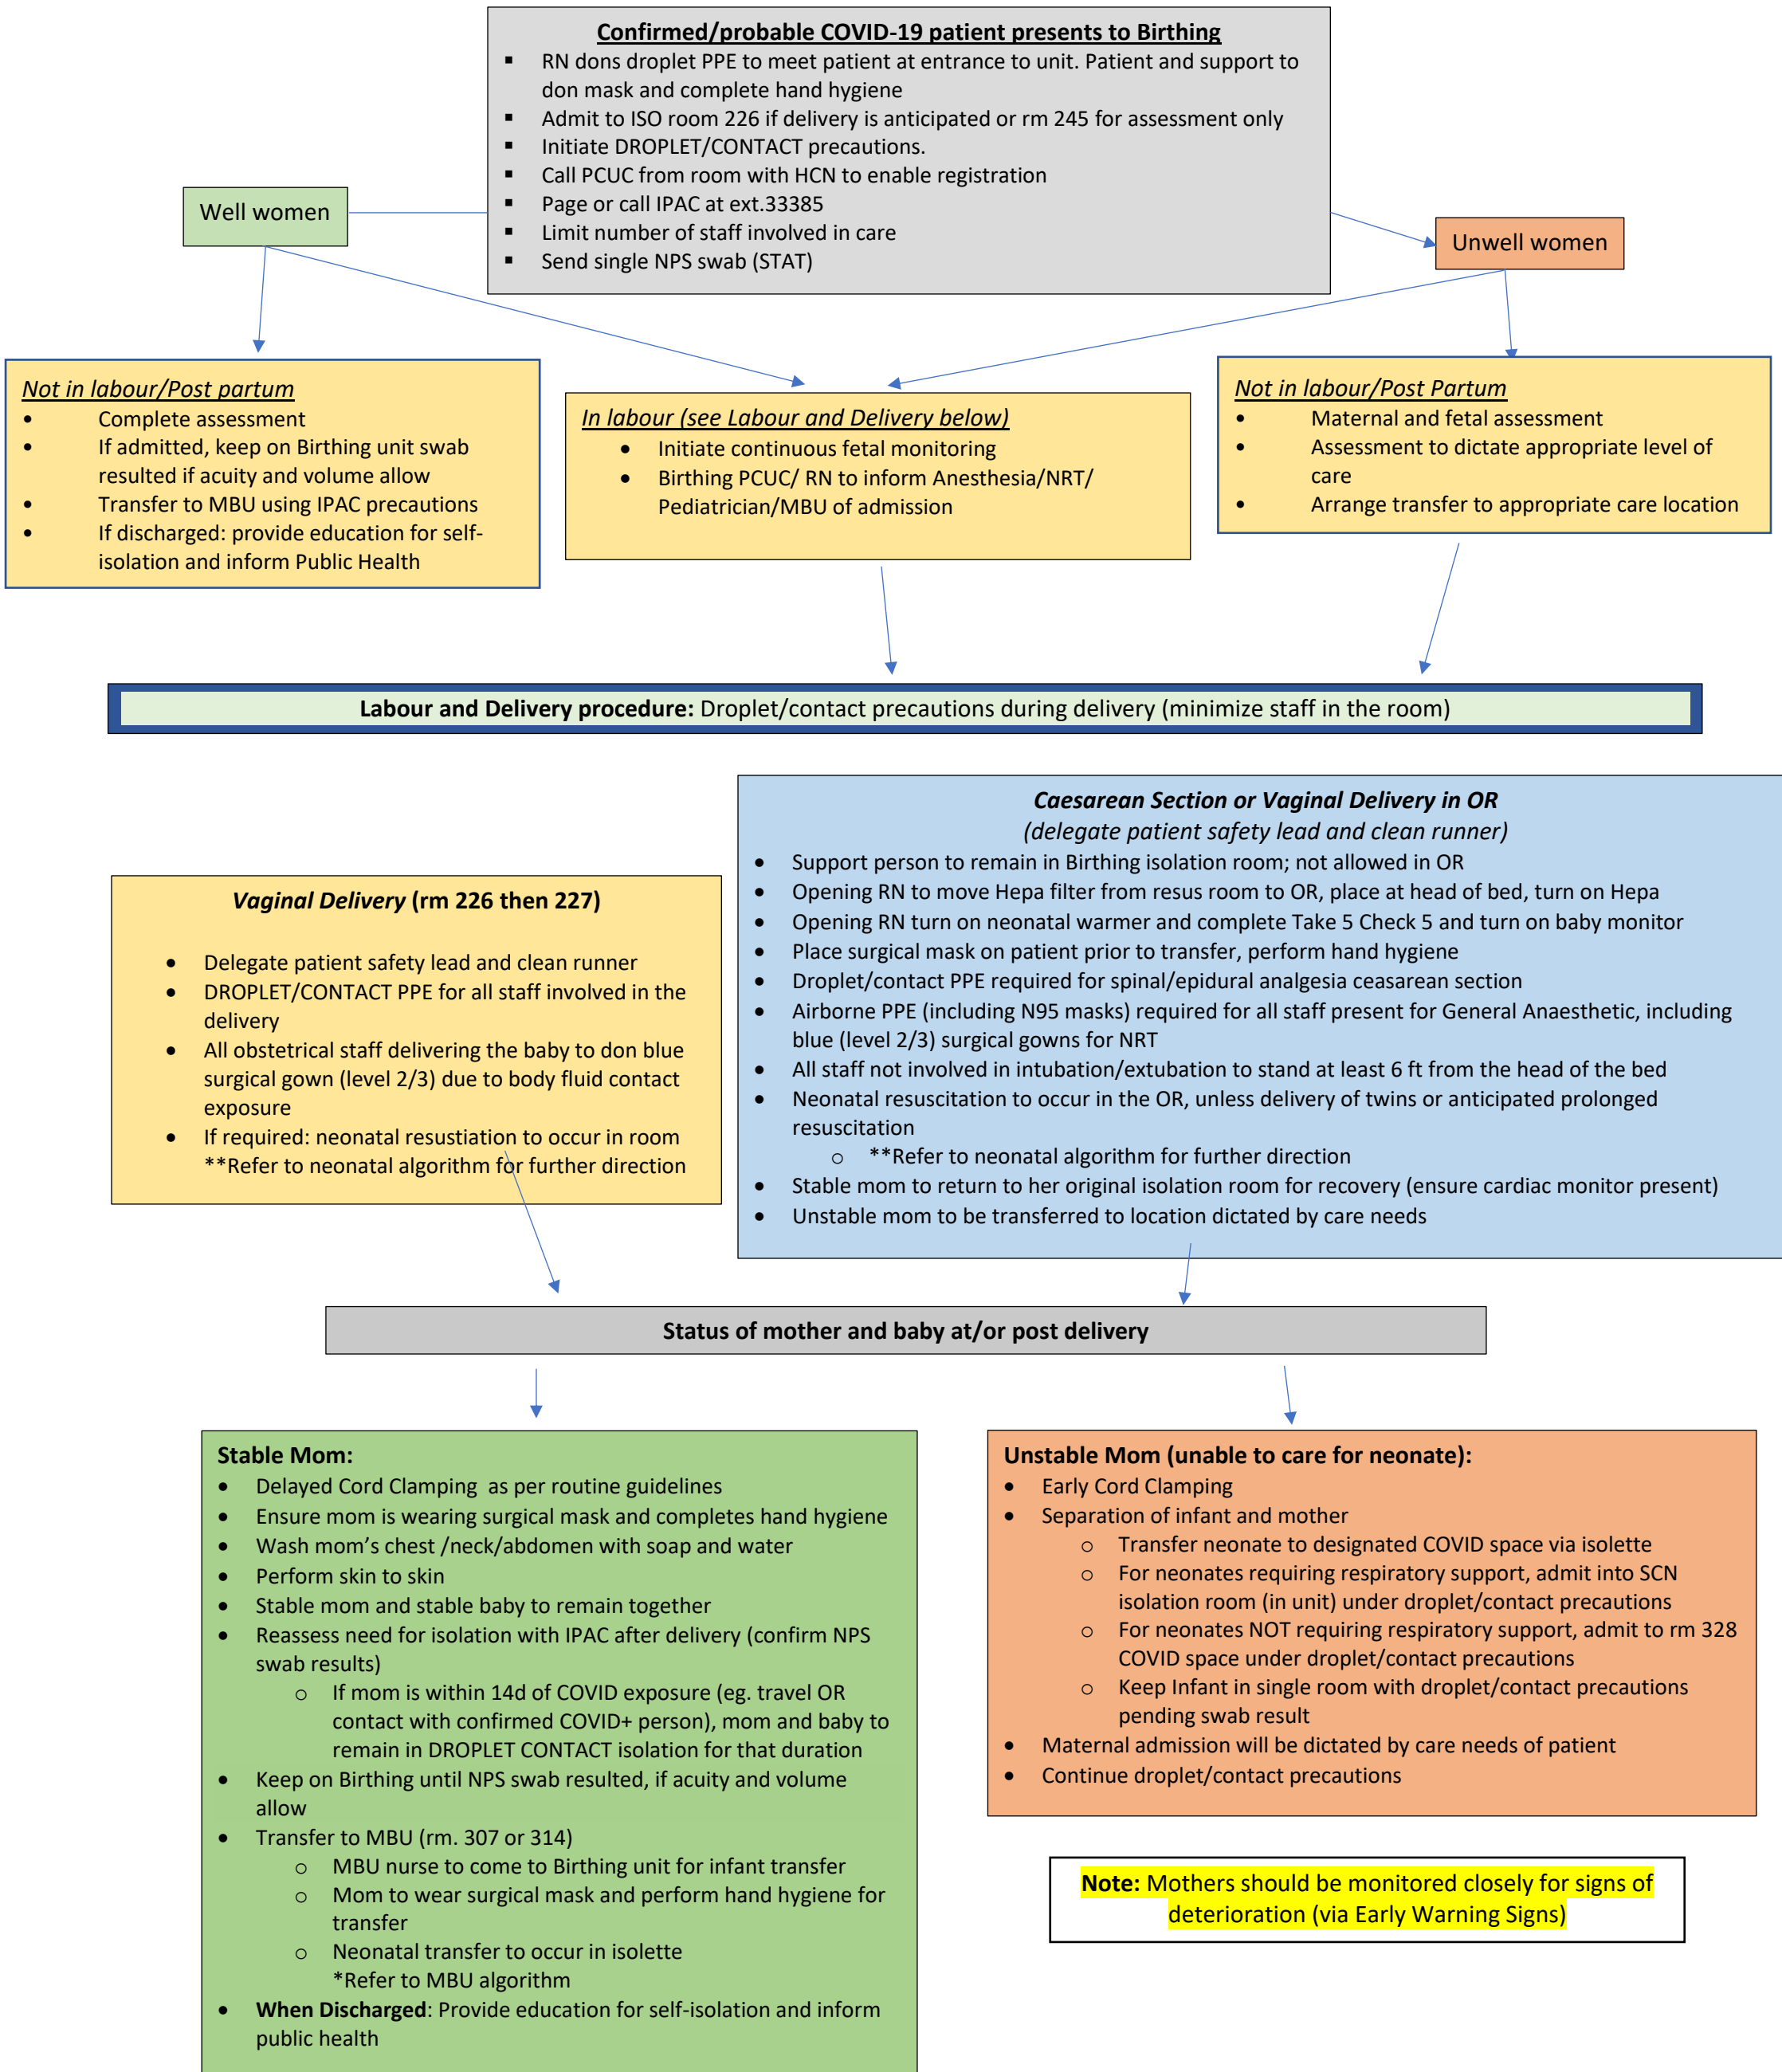 Confirmed/probable COVID-19 patient presents to Birthing
▪ RN dons droplet PPE to meet patient at entrance to unit. Patient and support to
don mask and complete hand hygiene
▪ Admit to ISO room 226 if delivery is anticipated or rm 245 for assessment only
▪ Initiate DROPLET/CONTACT precautions.
▪ Call PCUC from room with HCN to enable registration
▪ Page or call IPAC at ext.33385
▪ Limit number of staff involved in care
▪ Send single NPS swab (STAT)
Well women
Unwell women
Not in labour/Post partum
• Complete assessment
• If admitted, keep on Birthing unit swab
resulted if acuity and volume allow
• Transfer to MBU using IPAC precautions
• If discharged: provide education for self-
isolation and inform Public Health
In labour (see Labour and Delivery below)
• Initiate continuous fetal monitoring
• Birthing PCUC/ RN to inform Anesthesia/NRT/
Pediatrician/MBU of admission
Not in labour/Post Partum
• Maternal and fetal assessment
• Assessment to dictate appropriate level of
care
• Arrange transfer to appropriate care location
Labour and Delivery procedure: Droplet/contact precautions during delivery (minimize staff in the room)
Vaginal Delivery (rm 226 then 227)
• Delegate patient safety lead and clean runner
• DROPLET/CONTACT PPE for all staff involved in the
delivery
• All obstetrical staff delivering the baby to don blue
surgical gown (level 2/3) due to body fluid contact
exposure
• If required: neonatal resustiation to occur in room
**Refer to neonatal algorithm for further direction
Caesarean Section or Vaginal Delivery in OR
(delegate patient safety lead and clean runner)
• Support person to remain in Birthing isolation room; not allowed in OR
• Opening RN to move Hepa filter from resus room to OR, place at head of bed, turn on Hepa
• Opening RN turn on neonatal warmer and complete Take 5 Check 5 and turn on baby monitor
• Place surgical mask on patient prior to transfer, perform hand hygiene
• Droplet/contact PPE required for spinal/epidural analgesia ceasarean section
• Airborne PPE (including N95 masks) required for all staff present for General Anaesthetic, including
blue (level 2/3) surgical gowns for NRT
• All staff not involved in intubation/extubation to stand at least 6 ft from the head of the bed
• Neonatal resuscitation to occur in the OR, unless delivery of twins or anticipated prolonged
resuscitation
o **Refer to neonatal algorithm for further direction
• Stable mom to return to her original isolation room for recovery (ensure cardiac monitor present)
• Unstable mom to be transferred to location dictated by care needs
Status of mother and baby at/or post delivery
Stable Mom:
• Delayed Cord Clamping as per routine guidelines
• Ensure mom is wearing surgical mask and completes hand hygiene
• Wash mom's chest /neck/abdomen with soap and water
• Perform skin to skin
• Stable mom and stable baby to remain together
• Reassess need for isolation with IPAC after delivery (confirm NPS
swab results)
o If mom is within 14d of COVID exposure (eg. travel OR
contact with confirmed COVID+ person), mom and baby to
remain in DROPLET CONTACT isolation for that duration
• Keep on Birthing until NPS swab resulted, if acuity and volume
allow
• Transfer to MBU (rm. 307 or 314)
o MBU nurse to come to Birthing unit for infant transfer
o Mom to wear surgical mask and perform hand hygiene for
transfer
o Neonatal transfer to occur in isolette
*Refer to MBU algorithm
• When Discharged: Provide education for self-isolation and inform
public health
Unstable Mom (unable to care for neonate):
• Early Cord Clamping
• Separation of infant and mother
o Transfer neonate to designated COVID space via isolette
o For neonates requiring respiratory support, admit into SCN
isolation room (in unit) under droplet/contact precautions
o For neonates NOT requiring respiratory support, admit to rm 328
COVID space under droplet/contact precautions
o Keep Infant in single room with droplet/contact precautions
pending swab result
• Maternal admission will be dictated by care needs of patient
• Continue droplet/contact precautions
Note: Mothers should be monitored closely for signs of
deterioration (via Early Warning Signs)